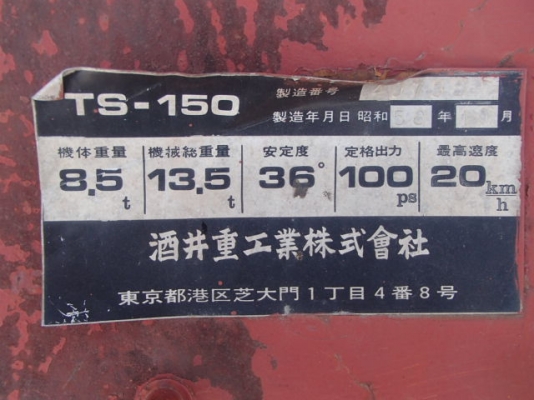 TS-150
製造番号
製造年月日 昭和 年 月
機体重量 機械総重量 安定度 定格出力 最高速度
8.5t 13.5t 36° 100ps 20km/h
酒井重工業株式會社
東京都港区芝大門1丁目4番8号